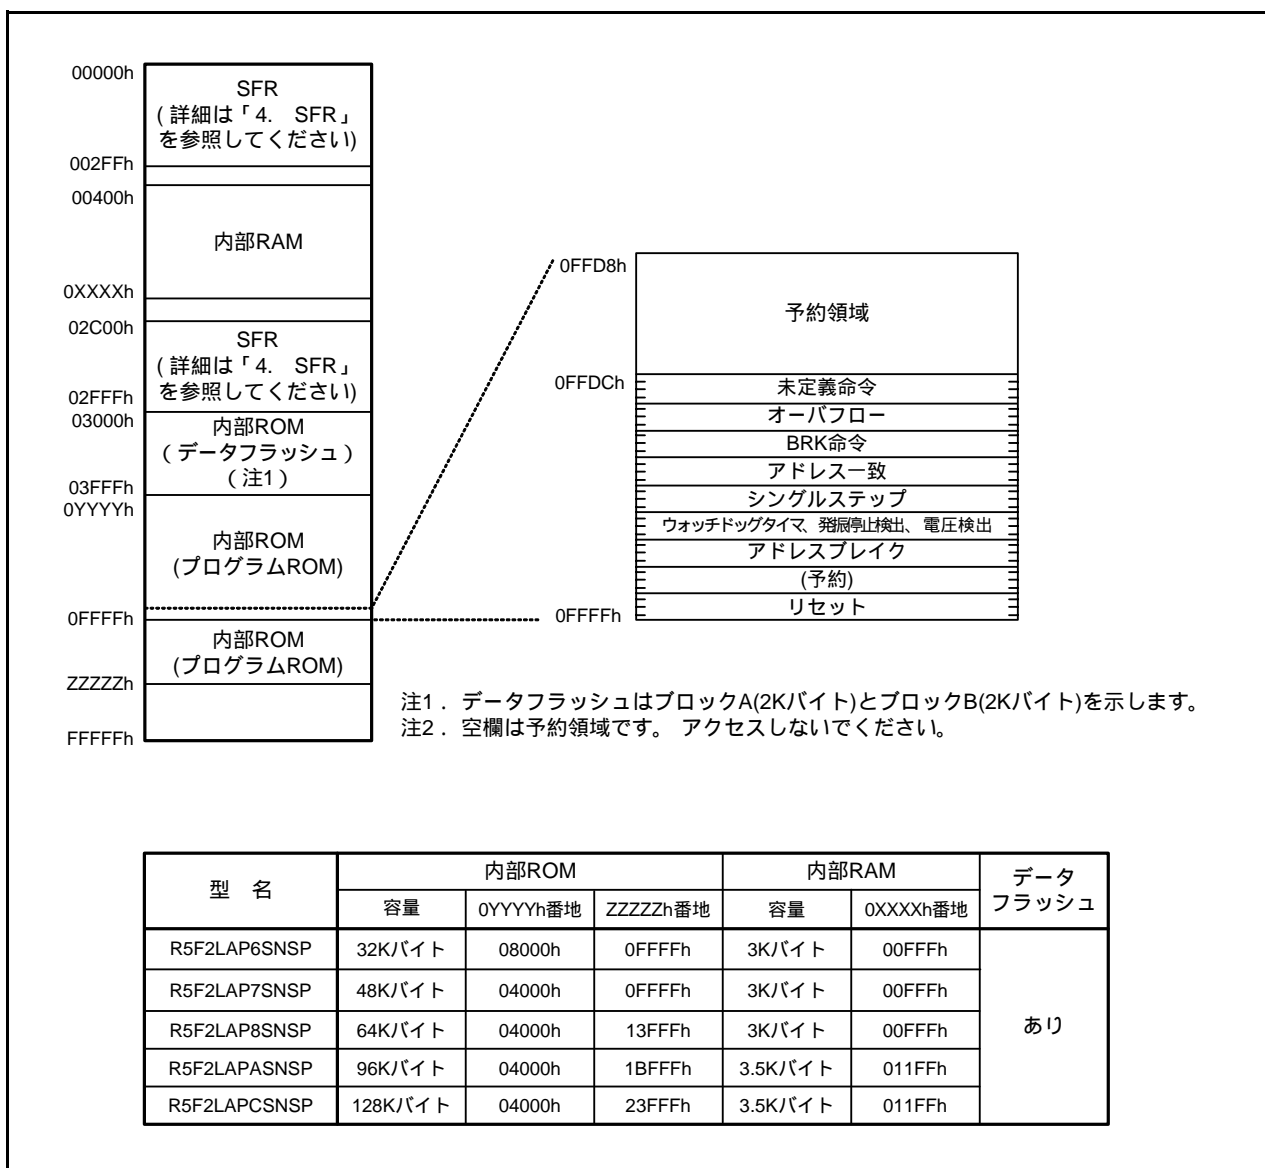 00000h
SFR
(詳細は「4. SFR」
を参照してください)
002FFh
00400h
内部RAM
0XXXXh
02C00h
SFR
(詳細は「4. SFR」
を参照してください)
02FFFh
03000h
内部ROM
(データフラッシュ)
(注1)
03FFFh
0YYYYh
内部ROM
(プログラムROM)
0FFFFh
内部ROM
(プログラムROM)
ZZZZZh
FFFFFh
0FFD8h
予約領域
0FFDCh
未定義命令
オーバフロー
BRK命令
アドレス一致
シングルステップ
ウォッチドッグタイマ、発振停止検出、電圧検出
アドレスブレイク
(予約)
リセット
0FFFFh
注1. データフラッシュはブロックA(2Kバイト)とブロックB(2Kバイト)を示します。
注2. 空欄は予約領域です。 アクセスしないでください。
型 名 内部ROM 内部RAM データ
フラッシュ
容量 0YYYYh番地 ZZZZZh番地 容量 0XXXXh番地
R5F2LAP6SNSP 32Kバイト 08000h 0FFFFh 3Kバイト 00FFFh
R5F2LAP7SNSP 48Kバイト 04000h 0FFFFh 3Kバイト 00FFFh
R5F2LAP8SNSP 64Kバイト 04000h 13FFFh 3Kバイト 00FFFh あり
R5F2LAPASNSP 96Kバイト 04000h 1BFFFh 3.5Kバイト 011FFh
R5F2LAPCSNSP 128Kバイト 04000h 23FFFh 3.5Kバイト 011FFh